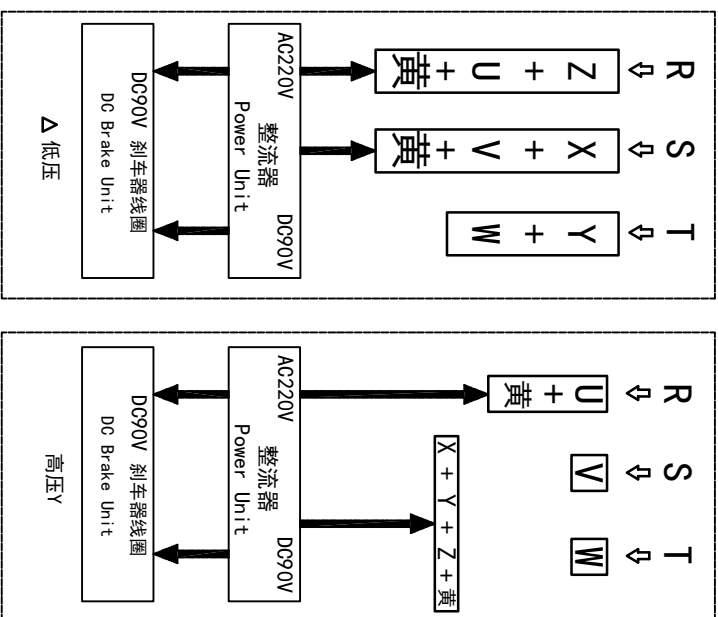 R
S
T
Z + U + 黄
X + V + 黄
Y + W
AC220V
DC90V
整流器
Power Unit
DC90V 刹车器线圈
DC Brake Unit
Δ 低压
R
S
T
U + 黄
V
W
X + Y + Z + 黄
AC220V
DC90V
整流器
Power Unit
DC90V 刹车器线圈
DC Brake Unit
高压Y